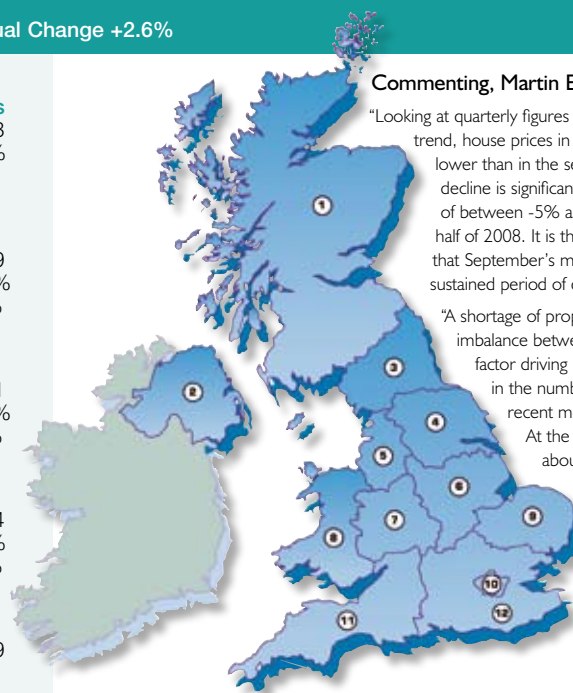 ual Change +2.6%
s
%
9
%
%
4
%
9
Commenting, Martin E
“Looking at quarterly figures
trend, house prices in
lower than in the se
decline is significan
of between -5% a
half of 2008. It is th
that September’s m
sustained period of
“A shortage of prop
imbalance betwe
factor driving
in the numb
recent m
At the
abou
1
2
3
4
5
6
7
8
9
10
11
12